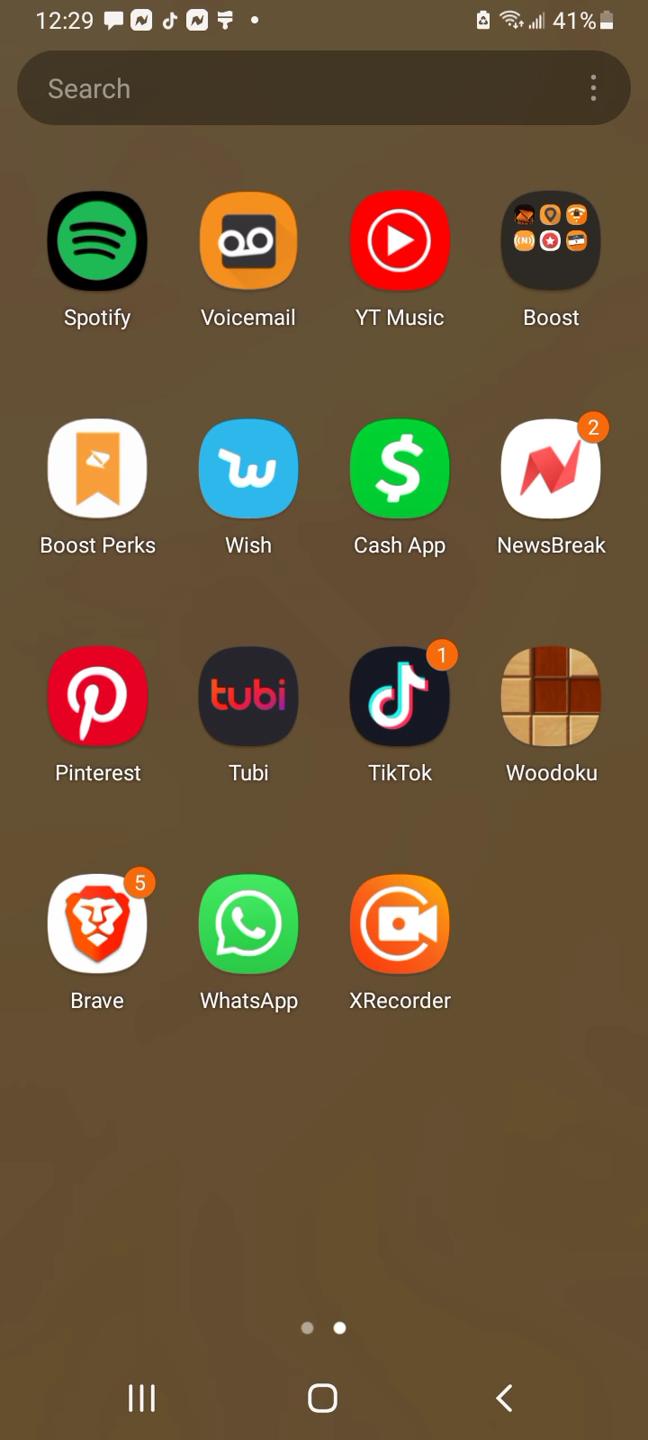 12:29 41%
Search
Spotify Voicemail YT Music Boost
2
Boost Perks Wish Cash App NewsBreak
tubi 1
Pinterest Tubi TikTok Woodoku
5
Brave WhatsApp XRecorder